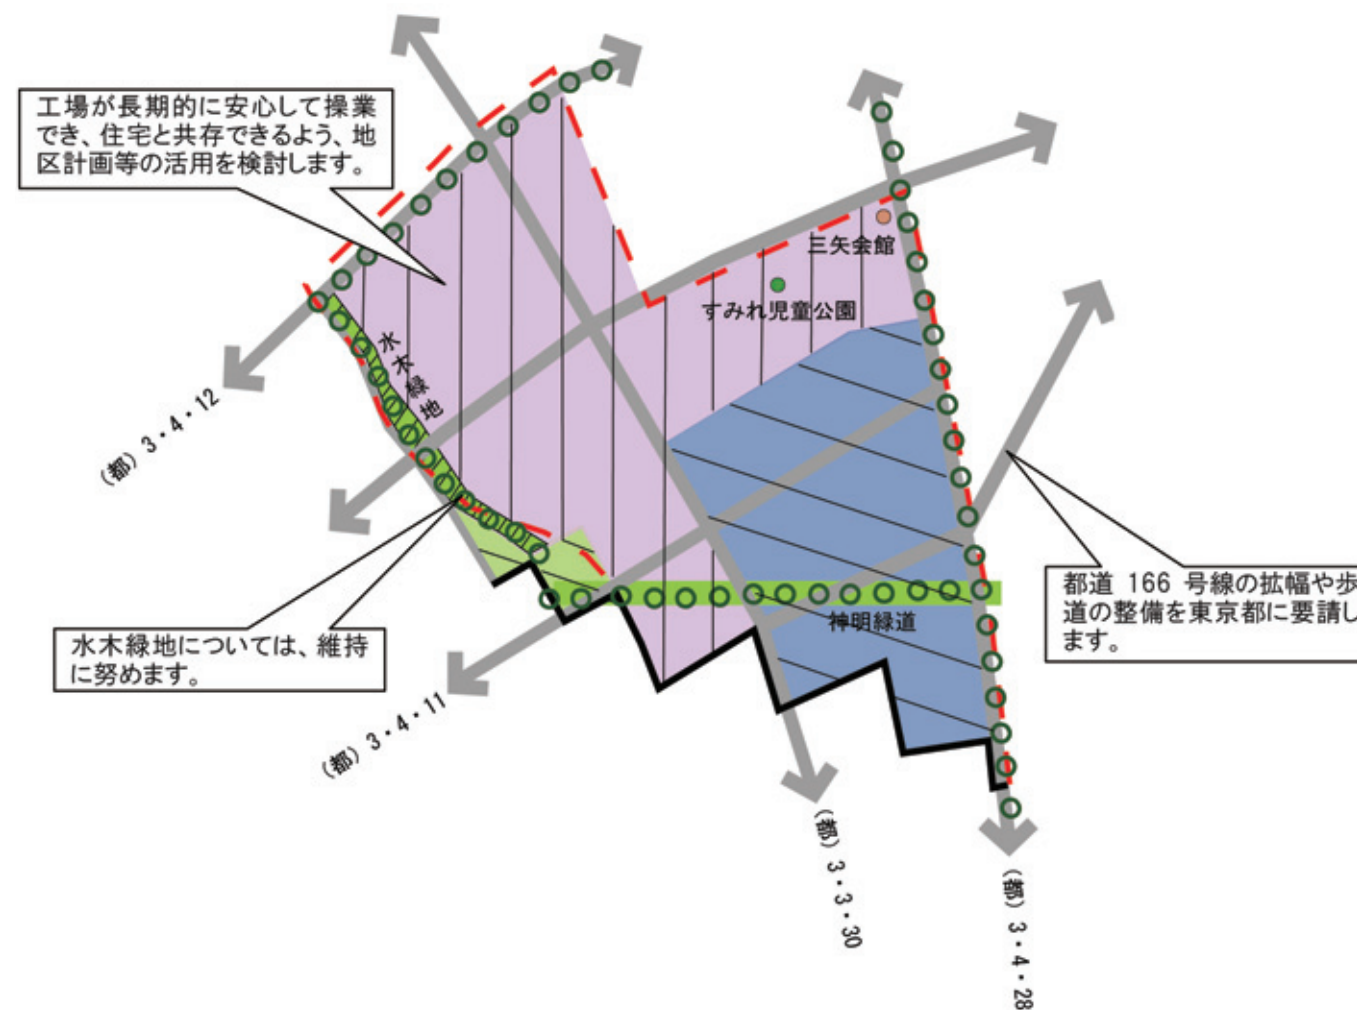 工場が長期的に安心して操業
でき、住宅と共存できるよう、地
区計画等の活用を検討します。
三矢会館
すみれ児童公園
水木緑地
(都) 3・4・12
都道 166 号線の拡幅や歩
道の整備を東京都に要請し
ます。
神明緑道
水木緑地については、維持
に努めます。
(都) 3・4・11
(都) 3・3・30
(都) 3・4・28